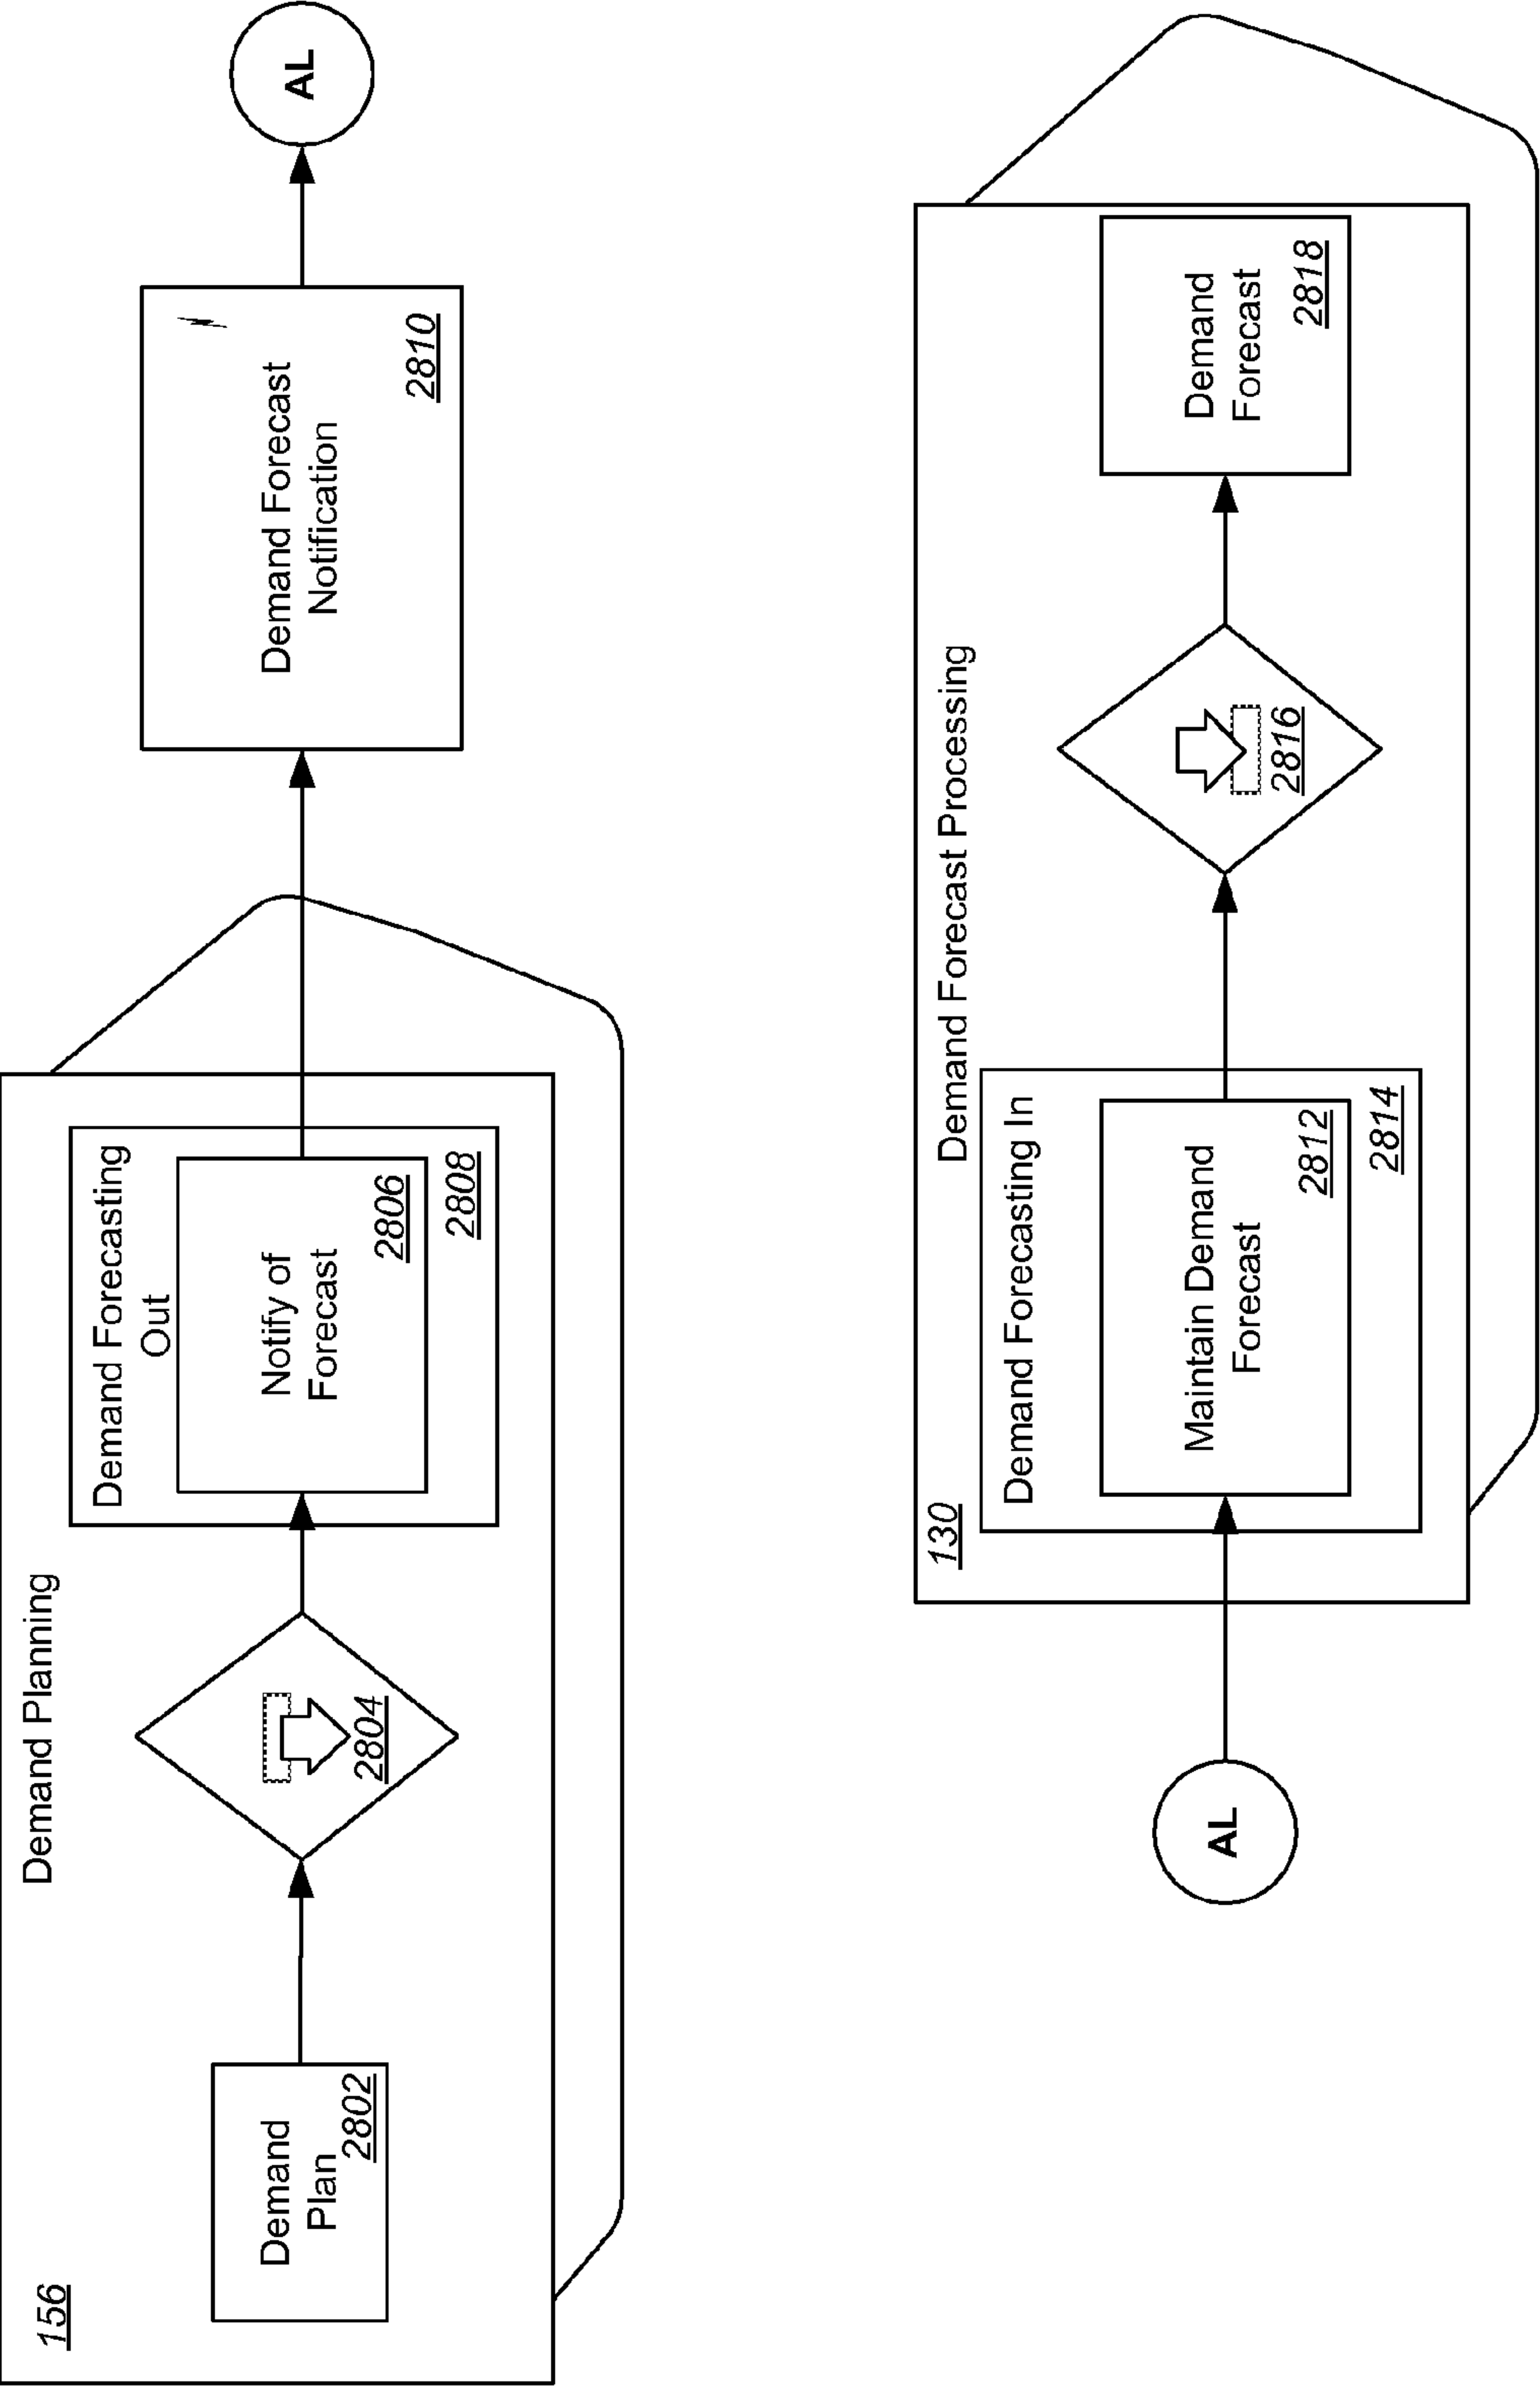 156
Demand Planning
Demand
Plan
2802
2804
Demand Forecasting
Out
Notify of
Forecast
2806
2808
Demand Forecast
Notification
2810
AL
AL
130
Demand Forecast Processing
Demand Forecasting In
Maintain Demand
Forecast
2812
2814
2816
Demand
Forecast
2818